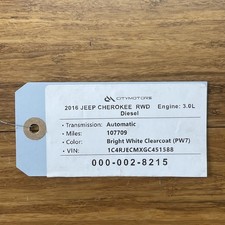 CITYMOTORS
2016 JEEP CHEROKEE RWD Engine: 3.0L
Diesel
• Transmission: Automatic
• Miles: 107709
• Color: Bright White Clearcoat (PW7)
• VIN: 1C4RJECMXGC451588
000-002-8215